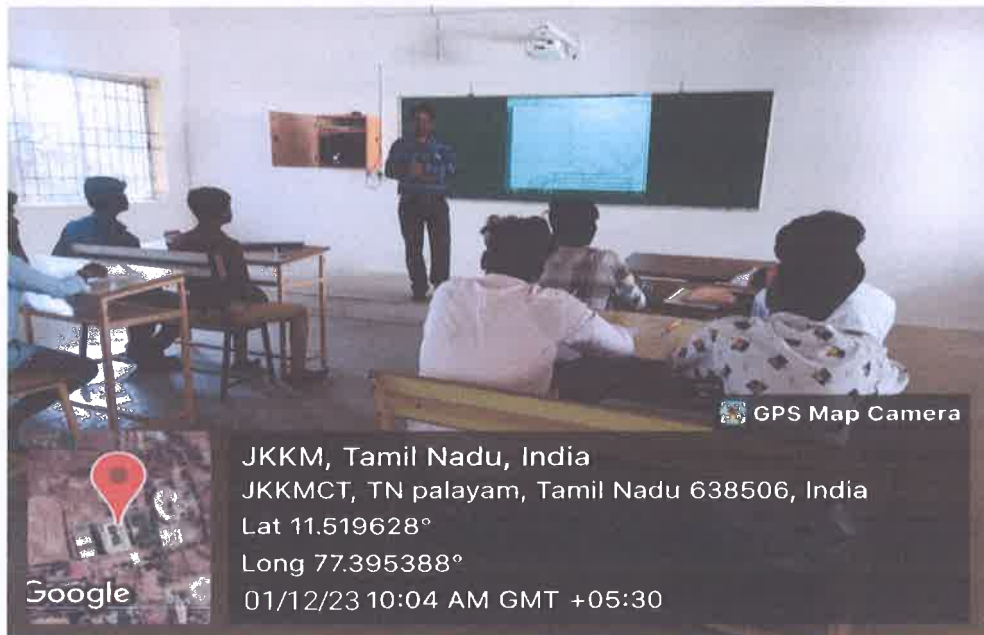 GPS Map Camera
JKKM, Tamil Nadu, India
JKKMCT, TN palayam, Tamil Nadu 638506, India
Lat 11.519628°
Long 77.395388°
01/12/23 10:04 AM GMT +05:30
Google